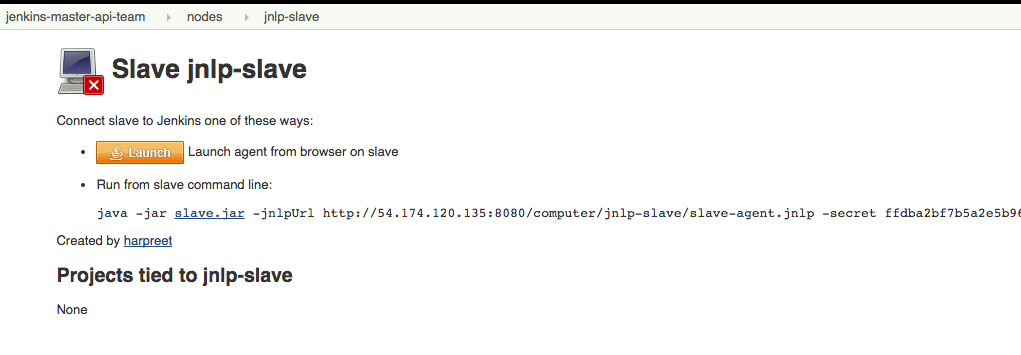 jenkins-master-api-team nodes jnlp-slave
Slave jnlp-slave
Connect slave to Jenkins one of these ways:
Launch Launch agent from browser on slave
Run from slave command line:
java -jar slave.jar -jnlpUrl http://54.174.120.135:8080/computer/jnlp-slave/slave-agent.jnlp -secret ffdba2bf7b5a2e5b96
Created by harpreet
Projects tied to jnlp-slave
None